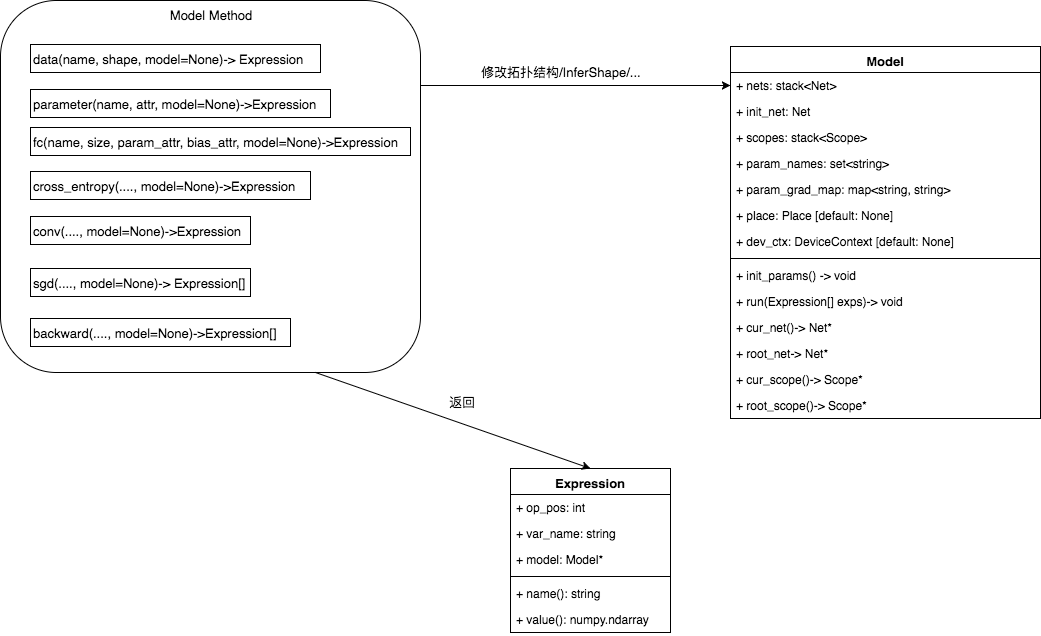 Model Method
data(name, shape, model=None)-> Expression
parameter(name, attr, model=None)->Expression
fc(name, size, param_attr, bias_attr, model=None)->Expression
cross_entropy(...., model=None)->Expression
conv(...., model=None)->Expression
sgd(...., model=None)-> Expression[]
backward(...., model=None)->Expression[]
修改拓扑结构/InferShape/...
Model
+ nets: stack<Net>
+ init_net: Net
+ scopes: stack<Scope>
+ param_names: set<string>
+ param_grad_map: map<string, string>
+ place: Place [default: None]
+ dev_ctx: DeviceContext [default: None]
+ init_params() -> void
+ run(Expression[] exps)-> void
+ cur_net()-> Net*
+ root_net-> Net*
+ cur_scope()-> Scope*
+ root_scope()-> Scope*
返回
Expression
+ op_pos: int
+ var_name: string
+ model: Model*
+ name(): string
+ value(): numpy.ndarray